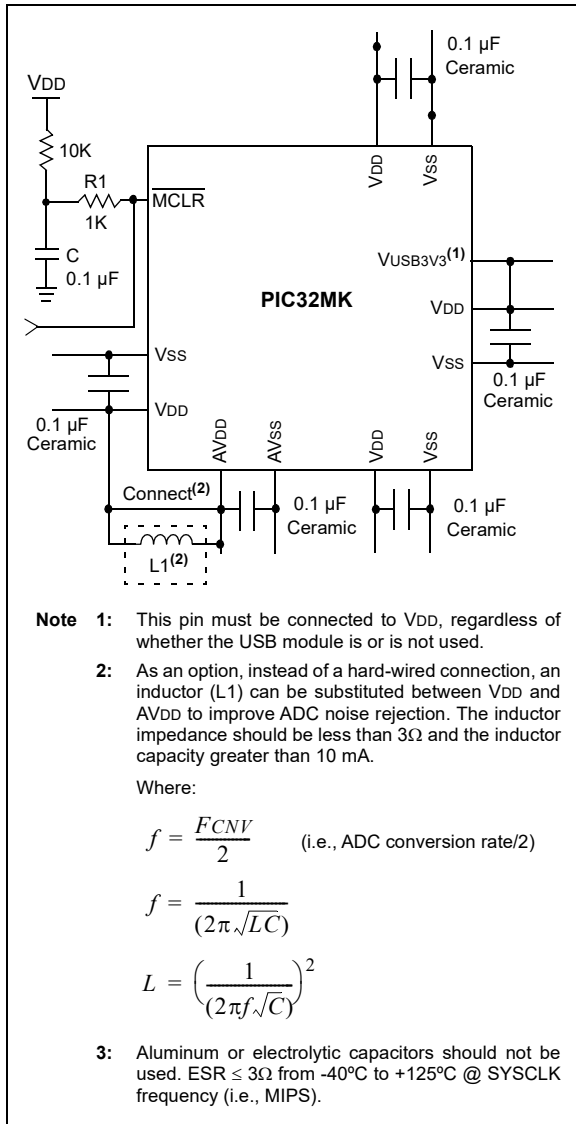 0.1 µF
Ceramic
VDD
10K
R1
1K
MCLR
C
0.1 µF
VDD
VSS
VUSB3V3(1)
PIC32MK
VDD
VSS
0.1 µF
Ceramic
VSS
VDD
0.1 µF
Ceramic
AVDD
AVSS
VDD
VSS
Connect(2)
L1(2)
0.1 µF
Ceramic
0.1 µF
Ceramic
Note 1: This pin must be connected to VDD, regardless of
whether the USB module is or is not used.
2: As an option, instead of a hard-wired connection, an
inductor (L1) can be substituted between VDD and
AVDD to improve ADC noise rejection. The inductor
impedance should be less than 3Ω and the inductor
capacity greater than 10 mA.
Where:
f = FCNV/2 (i.e., ADC conversion rate/2)
f = 1/(2π√LC)
L = (1/(2πf√C))²
3: Aluminum or electrolytic capacitors should not be
used. ESR ≤ 3Ω from -40ºC to +125ºC @ SYSCLK
frequency (i.e., MIPS).